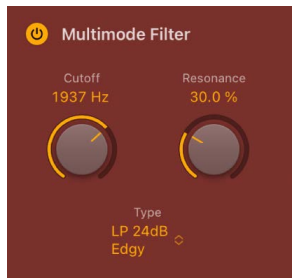 Multimode Filter
Cutoff
1937 Hz
Resonance
30.0 %
Type
LP 24dB
Edgy